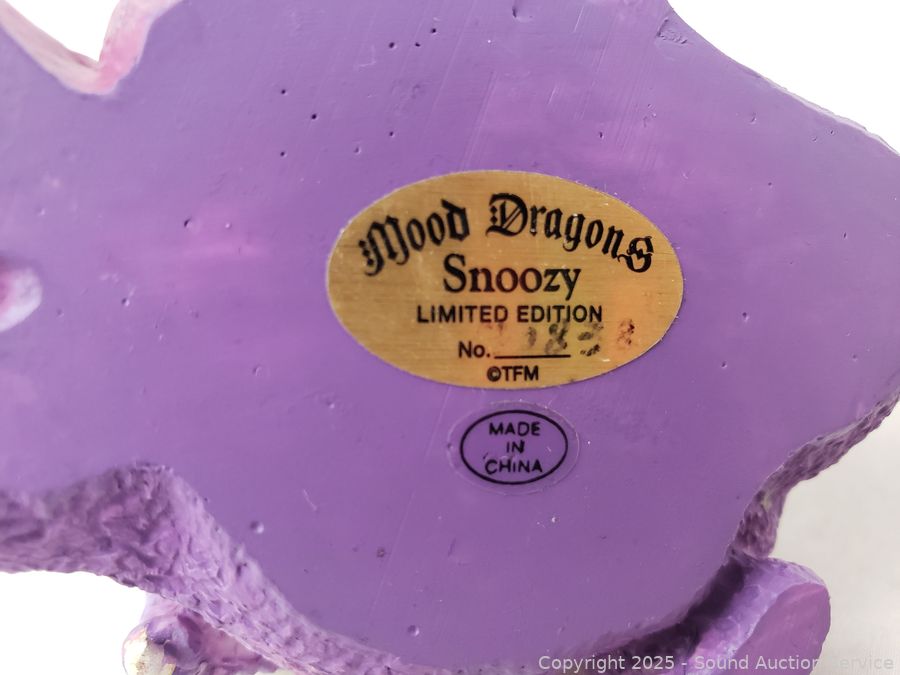 Mood Dragons
Snoozy
LIMITED EDITION
No.
©TFM
MADE
IN
CHINA
Copyright 2025 - Sound Auction Service